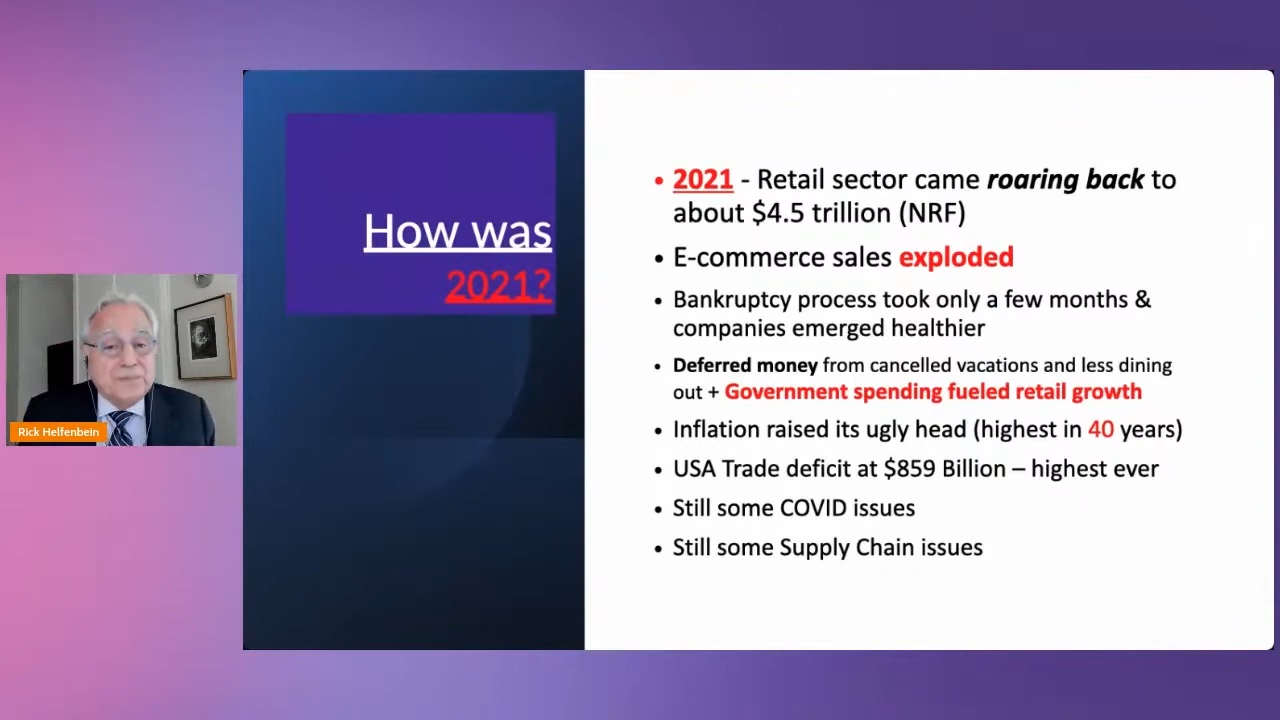 How was
2021?
• 2021 - Retail sector came roaring back to
about $4.5 trillion (NRF)
• E-commerce sales exploded
• Bankruptcy process took only a few months &
companies emerged healthier
• Deferred money from cancelled vacations and less dining
out + Government spending fueled retail growth
• Inflation raised its ugly head (highest in 40 years)
• USA Trade deficit at $859 Billion – highest ever
• Still some COVID issues
• Still some Supply Chain issues
Rick Helfenbein